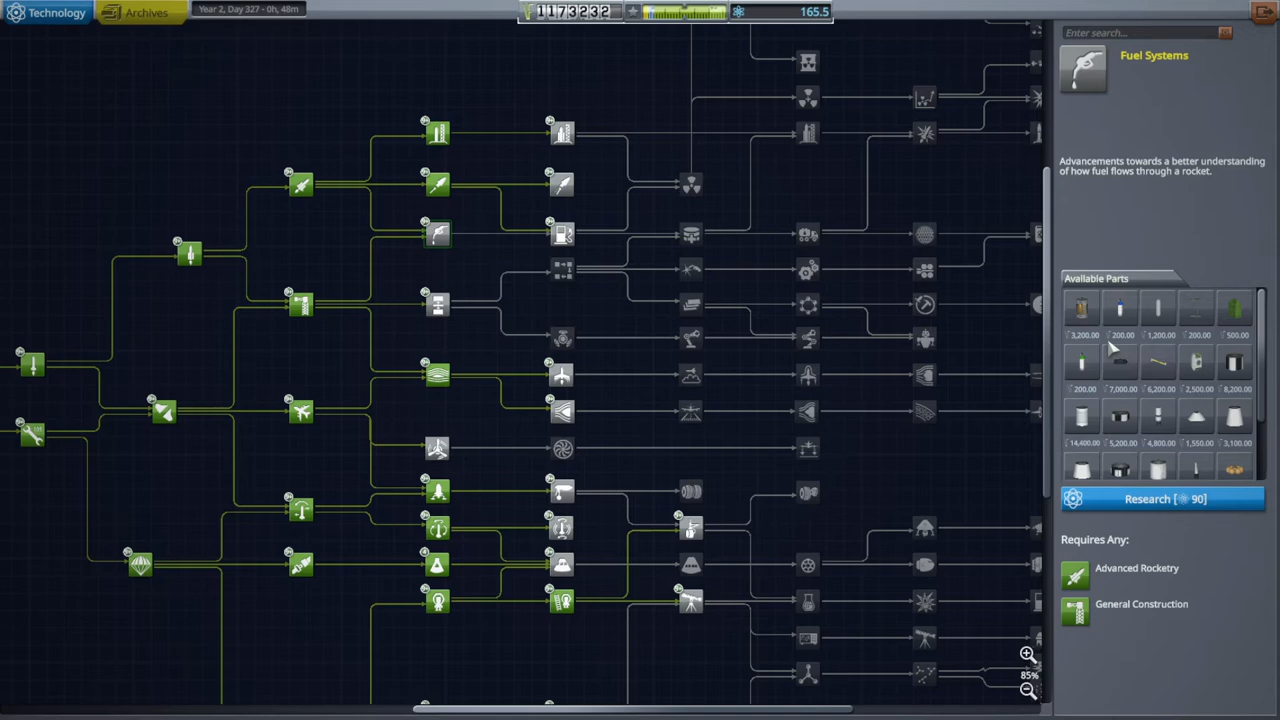 Technology
Archives
Year 2, Day 327 - 0h, 48m
1173232
165.5
Enter search...
Fuel Systems
Advancements towards a better understanding
of how fuel flows through a rocket.
Available Parts
3,200.00 200.00 1,200.00 200.00 500.00
200.00 7,000.00 6,200.00 2,500.00 8,200.00
14,400.00 5,200.00 4,800.00 1,550.00 3,100.00
Research [ 90]
Requires Any:
Advanced Rocketry
General Construction
85%